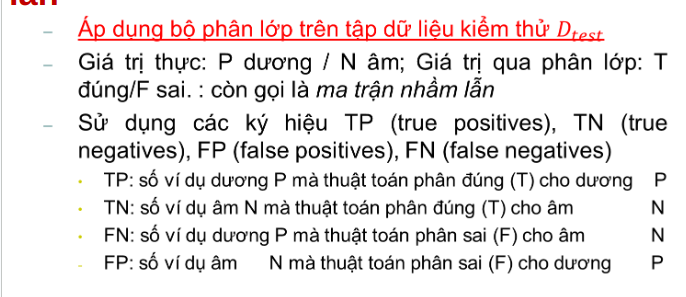 – Áp dụng bộ phân lớp trên tập dữ liệu kiểm thử D_test
– Giá trị thực: P dương / N âm; Giá trị qua phân lớp: T
đúng/F sai. : còn gọi là ma trận nhầm lẫn
– Sử dụng các ký hiệu TP (true positives), TN (true
negatives), FP (false positives), FN (false negatives)
• TP: số ví dụ dương P mà thuật toán phân đúng (T) cho dương P
• TN: số ví dụ âm N mà thuật toán phân đúng (T) cho âm N
• FN: số ví dụ dương P mà thuật toán phân sai (F) cho âm N
- FP: số ví dụ âm N mà thuật toán phân sai (F) cho dương P